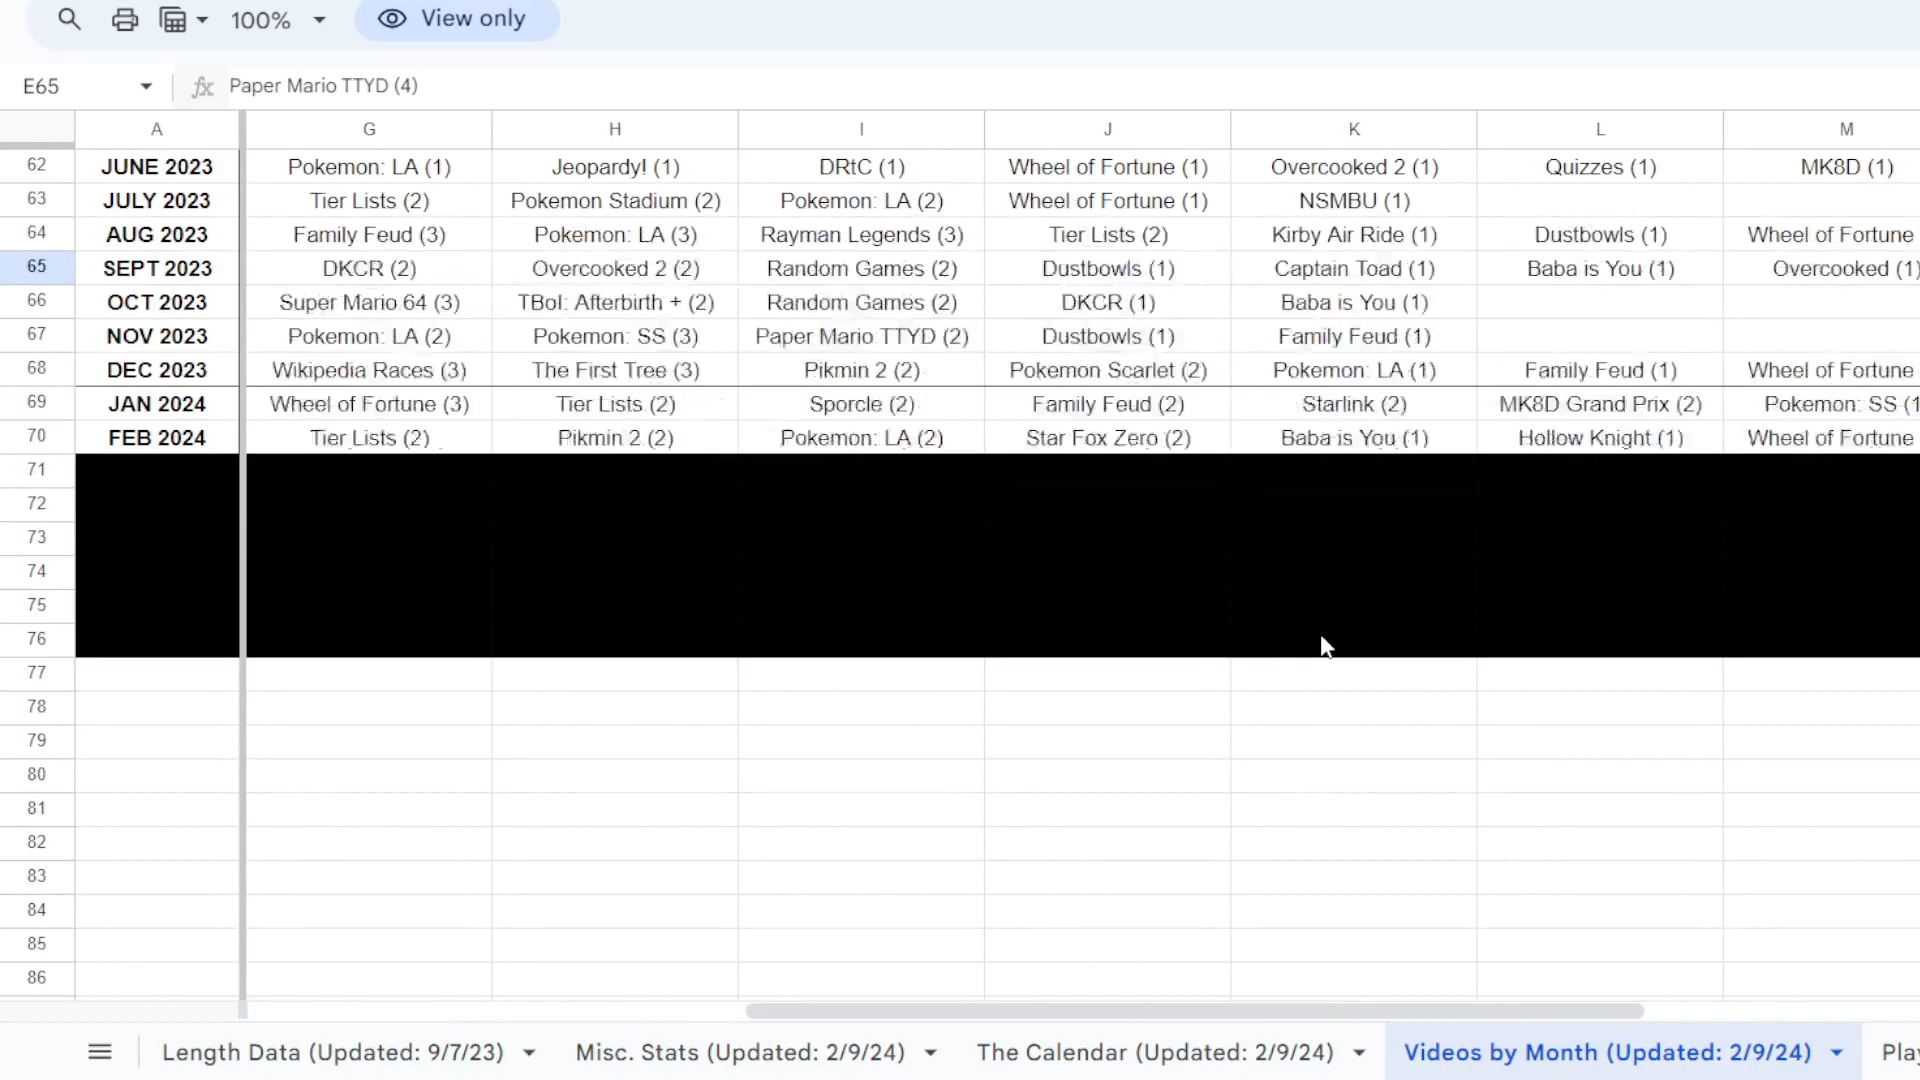 100% View only
E65 fx Paper Mario TTYD (4)
A G H I J K L M
62 JUNE 2023 Pokemon: LA (1) Jeopardy! (1) DRtC (1) Wheel of Fortune (1) Overcooked 2 (1) Quizzes (1) MK8D (1)
63 JULY 2023 Tier Lists (2) Pokemon Stadium (2) Pokemon: LA (2) Wheel of Fortune (1) NSMBU (1)
64 AUG 2023 Family Feud (3) Pokemon: LA (3) Rayman Legends (3) Tier Lists (2) Kirby Air Ride (1) Dustbowls (1) Wheel of Fortune
65 SEPT 2023 DKCR (2) Overcooked 2 (2) Random Games (2) Dustbowls (1) Captain Toad (1) Baba is You (1) Overcooked (1)
66 OCT 2023 Super Mario 64 (3) TBoI: Afterbirth + (2) Random Games (2) DKCR (1) Baba is You (1)
67 NOV 2023 Pokemon: LA (2) Pokemon: SS (3) Paper Mario TTYD (2) Dustbowls (1) Family Feud (1)
68 DEC 2023 Wikipedia Races (3) The First Tree (3) Pikmin 2 (2) Pokemon Scarlet (2) Pokemon: LA (1) Family Feud (1) Wheel of Fortune
69 JAN 2024 Wheel of Fortune (3) Tier Lists (2) Sporcle (2) Family Feud (2) Starlink (2) MK8D Grand Prix (2) Pokemon: SS (1
70 FEB 2024 Tier Lists (2) Pikmin 2 (2) Pokemon: LA (2) Star Fox Zero (2) Baba is You (1) Hollow Knight (1) Wheel of Fortune
71
72
73
74
75
76
77
78
79
80
81
82
83
84
85
86
Length Data (Updated: 9/7/23) Misc. Stats (Updated: 2/9/24) The Calendar (Updated: 2/9/24) Videos by Month (Updated: 2/9/24) Play